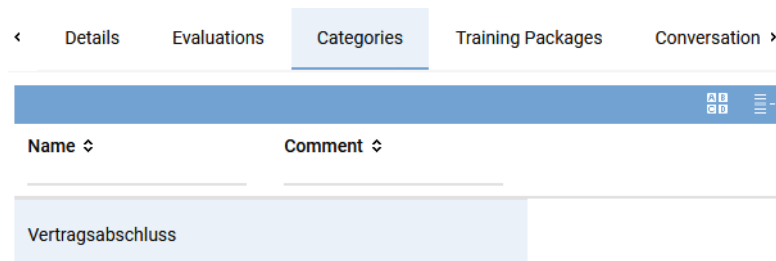 Details Evaluations Categories Training Packages Conversation
A B
C D
Name Comment
Vertragsabschluss